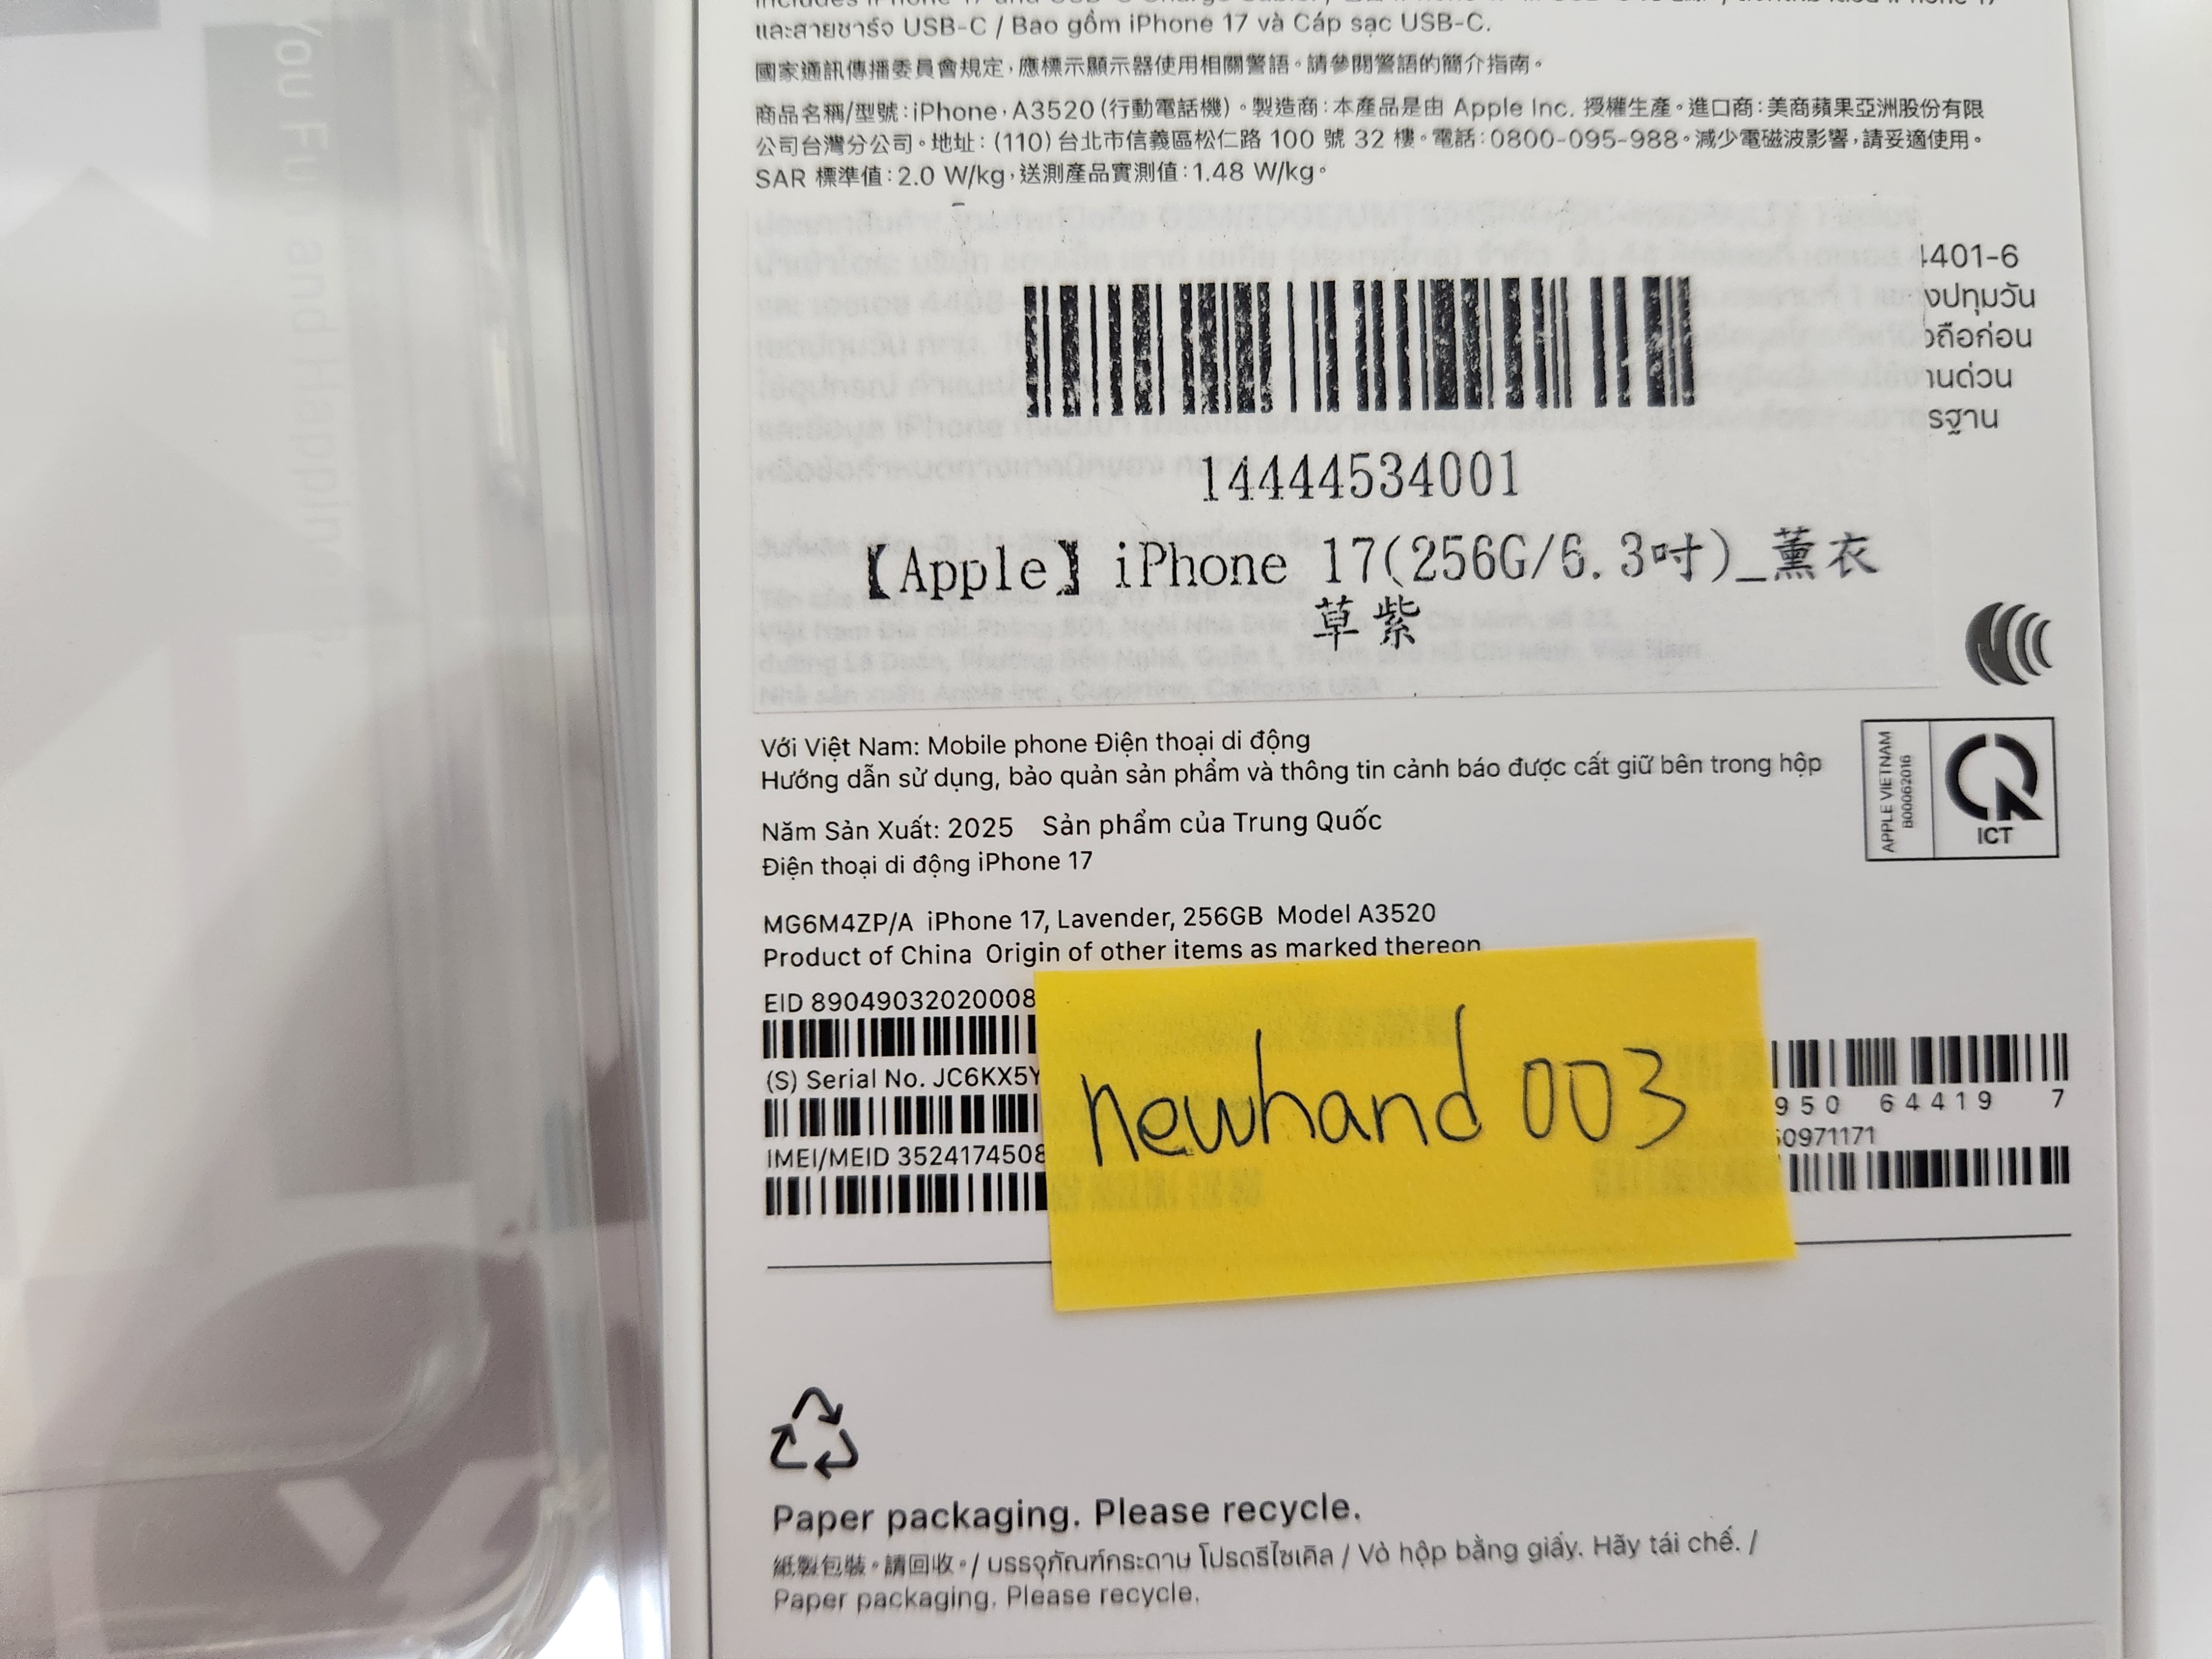 และสายชาร์จ USB-C / Bao gồm iPhone 17 và Cáp sạc USB-C.
國家通訊傳播委員會規定，應標示顯示器使用相關警語。請參閱警語的簡介指南。
商品名稱/型號：iPhone，A3520 (行動電話機)。製造商：本產品是由 Apple Inc. 授權生產。進口商：美商蘋果亞洲股份有限
公司台灣分公司。地址：(110) 台北市信義區松仁路 100 號 32 樓。電話：0800-095-988。減少電磁波影響，請妥適使用。
SAR 標準值：2.0 W/kg，送測產品實測值：1.48 W/kg。
401-6
งปทุมวัน
ถือก่อน
านด่วน
รฐาน
14444534001
【Apple】iPhone 17(256G/6.3吋)_薰衣
草紫
Với Việt Nam: Mobile phone Điện thoại di động
Hướng dẫn sử dụng, bảo quản sản phẩm và thông tin cảnh báo được cất giữ bên trong hộp
Năm Sản Xuất: 2025 Sản phẩm của Trung Quốc
Điện thoại di động iPhone 17
APPLE VIETNAM
B00062016
ICT
MG6M4ZP/A iPhone 17, Lavender, 256GB Model A3520
Product of China Origin of other items as marked thereon
EID 89049032020008
(S) Serial No. JC6KX5Y
950 64419 7
IMEI/MEID 3524174508
0971171
newhand 003
Paper packaging. Please recycle.
紙製包裝。請回收。/ บรรจุภัณฑ์กระดาษ โปรดรีไซเคิล / Vỏ hộp bằng giấy. Hãy tái chế. /
Paper packaging. Please recycle.